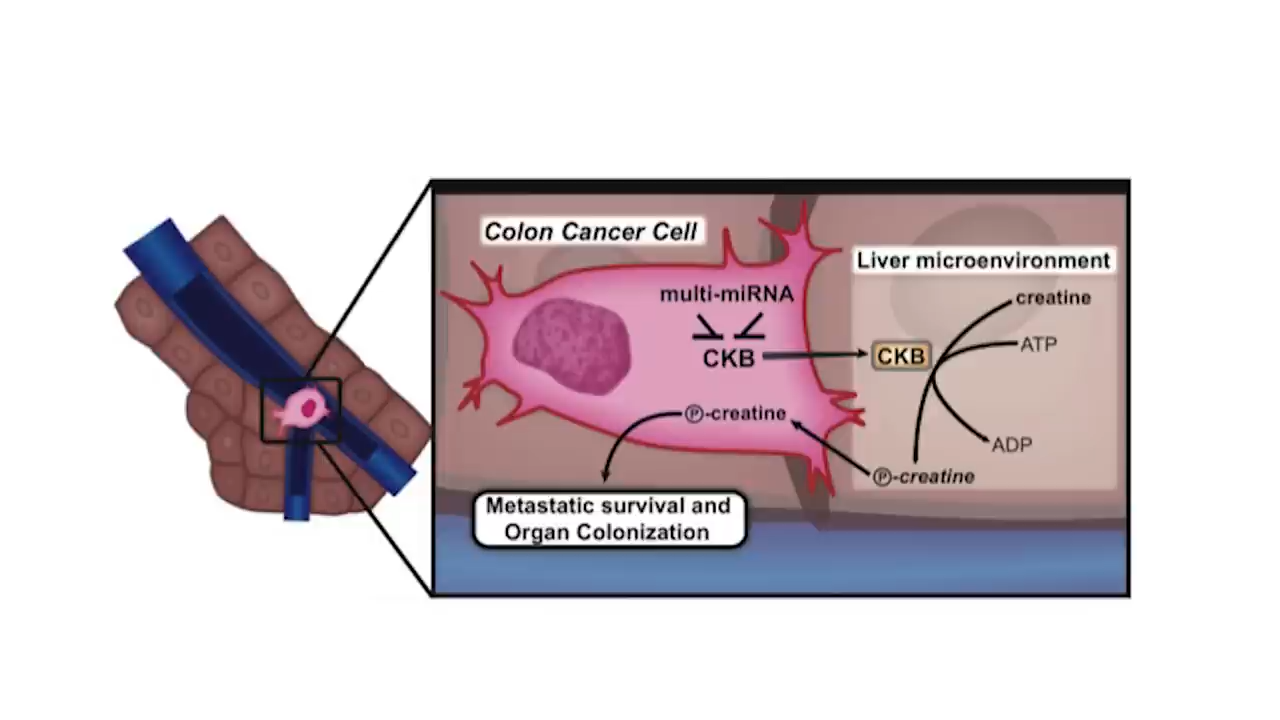 Colon Cancer Cell
Liver microenvironment
multi-miRNA
creatine
ATP
CKB
CKB
Ⓟ-creatine
ADP
Ⓟ-creatine
Metastatic survival and
Organ Colonization